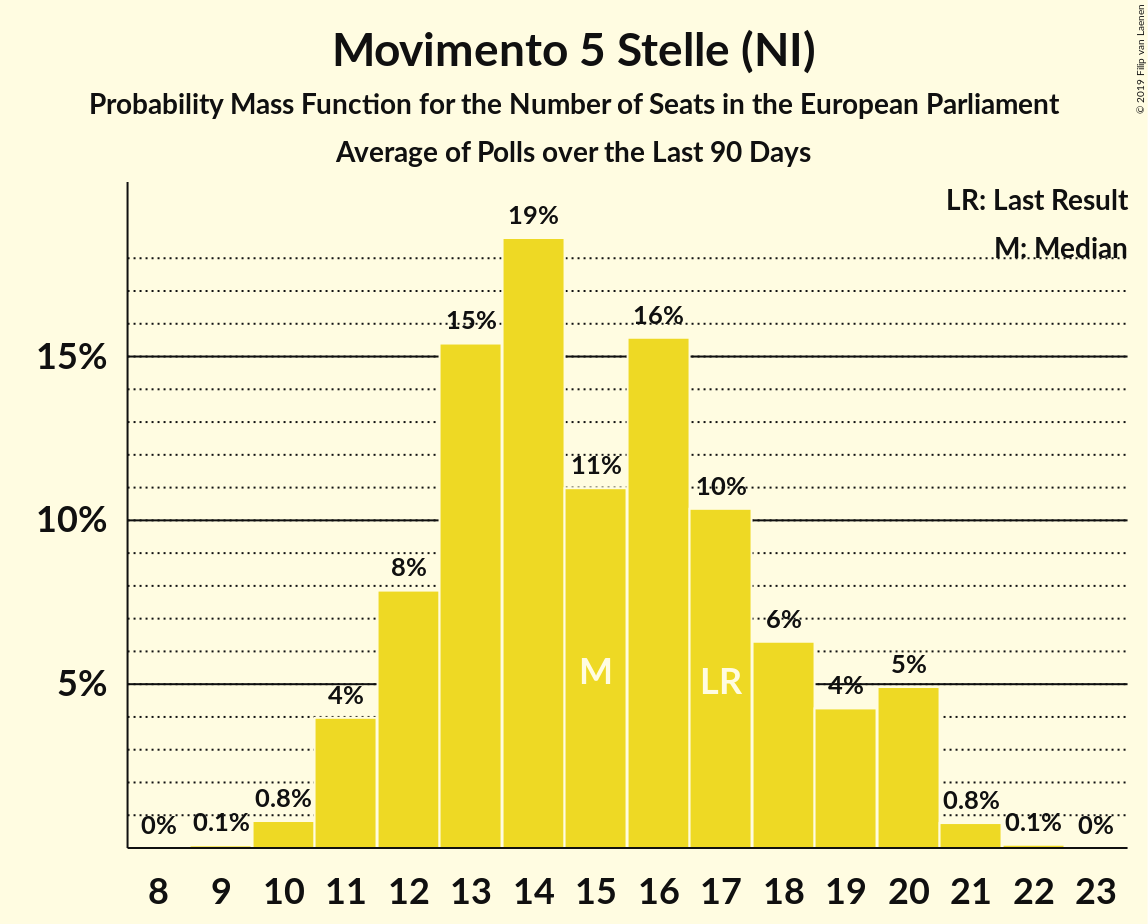 Movimento 5 Stelle (NI)
Probability Mass Function for the Number of Seats in the European Parliament
Average of Polls over the Last 90 Days
© 2019 Filip van Laenen
LR: Last Result
M: Median
15%
10%
5%
0%
0.1%
0.8%
4%
8%
15%
19%
11%
16%
10%
6%
4%
5%
0.8%
0.1%
0%
M
LR
8 9 10 11 12 13 14 15 16 17 18 19 20 21 22 23